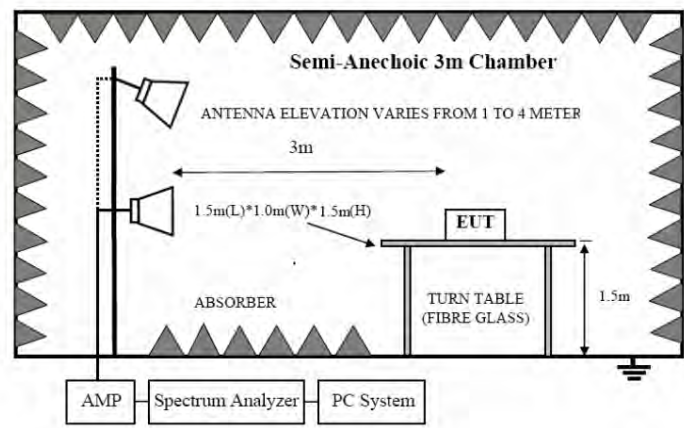 Semi-Anechoic 3m Chamber
ANTENNA ELEVATION VARIES FROM 1 TO 4 METER
3m
1.5m(L)*1.0m(W)*1.5m(H)
EUT
ABSORBER
TURN TABLE
(FIBRE GLASS)
1.5m
AMP
Spectrum Analyzer
PC System